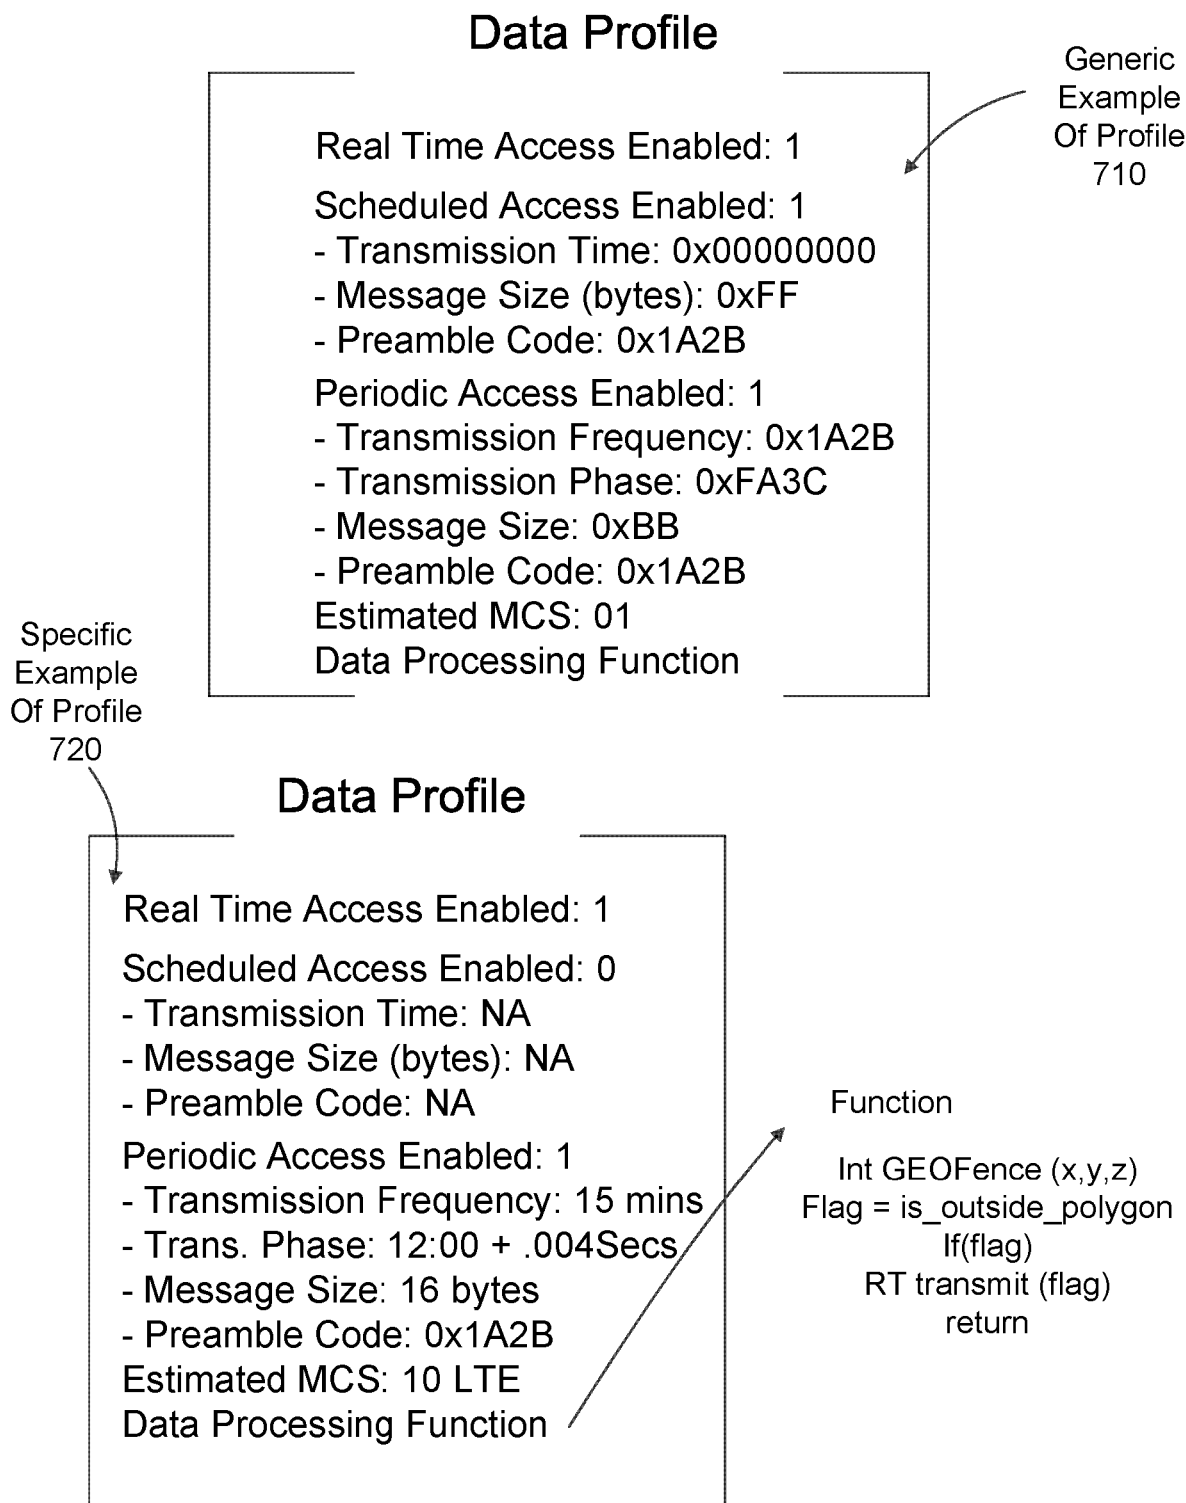 Data Profile
Generic
Example
Of Profile
710
Real Time Access Enabled: 1
Scheduled Access Enabled: 1
- Transmission Time: 0x00000000
- Message Size (bytes): 0xFF
- Preamble Code: 0x1A2B
Periodic Access Enabled: 1
- Transmission Frequency: 0x1A2B
- Transmission Phase: 0xFA3C
- Message Size: 0xBB
- Preamble Code: 0x1A2B
Estimated MCS: 01
Data Processing Function
Specific
Example
Of Profile
720
Data Profile
Real Time Access Enabled: 1
Scheduled Access Enabled: 0
- Transmission Time: NA
- Message Size (bytes): NA
- Preamble Code: NA
Periodic Access Enabled: 1
- Transmission Frequency: 15 mins
- Trans. Phase: 12:00 + .004Secs
- Message Size: 16 bytes
- Preamble Code: 0x1A2B
Estimated MCS: 10 LTE
Data Processing Function
Function
Int GEOFence (x,y,z)
Flag = is_outside_polygon
If(flag)
RT transmit (flag)
return